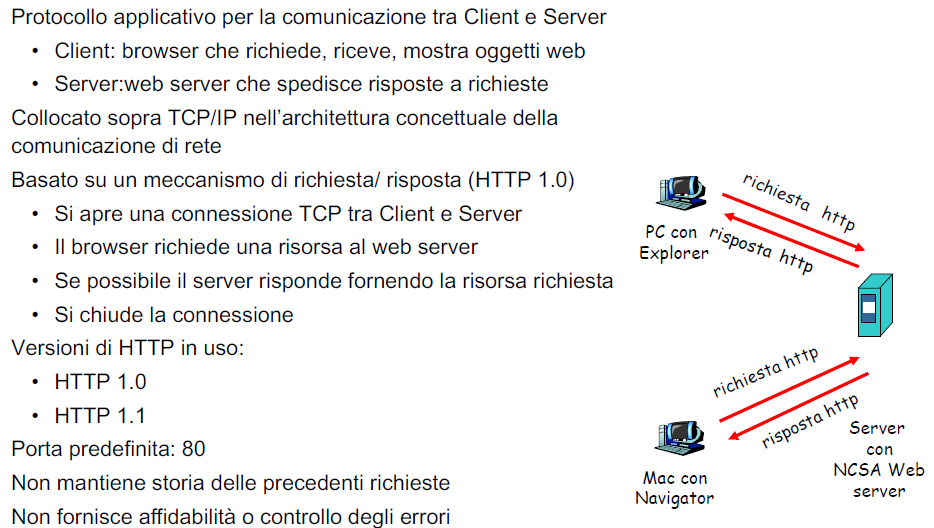 Protocollo applicativo per la comunicazione tra Client e Server
• Client: browser che richiede, riceve, mostra oggetti web
• Server:web server che spedisce risposte a richieste
Collocato sopra TCP/IP nell'architettura concettuale della
comunicazione di rete
Basato su un meccanismo di richiesta/ risposta (HTTP 1.0)
• Si apre una connessione TCP tra Client e Server
• Il browser richiede una risorsa al web server
• Se possibile il server risponde fornendo la risorsa richiesta
• Si chiude la connessione
Versioni di HTTP in uso:
• HTTP 1.0
• HTTP 1.1
Porta predefinita: 80
Non mantiene storia delle precedenti richieste
Non fornisce affidabilità o controllo degli errori
richiesta http
risposta http
PC con
Explorer
richiesta http
risposta http
Mac con
Navigator
Server
con
NCSA Web
server